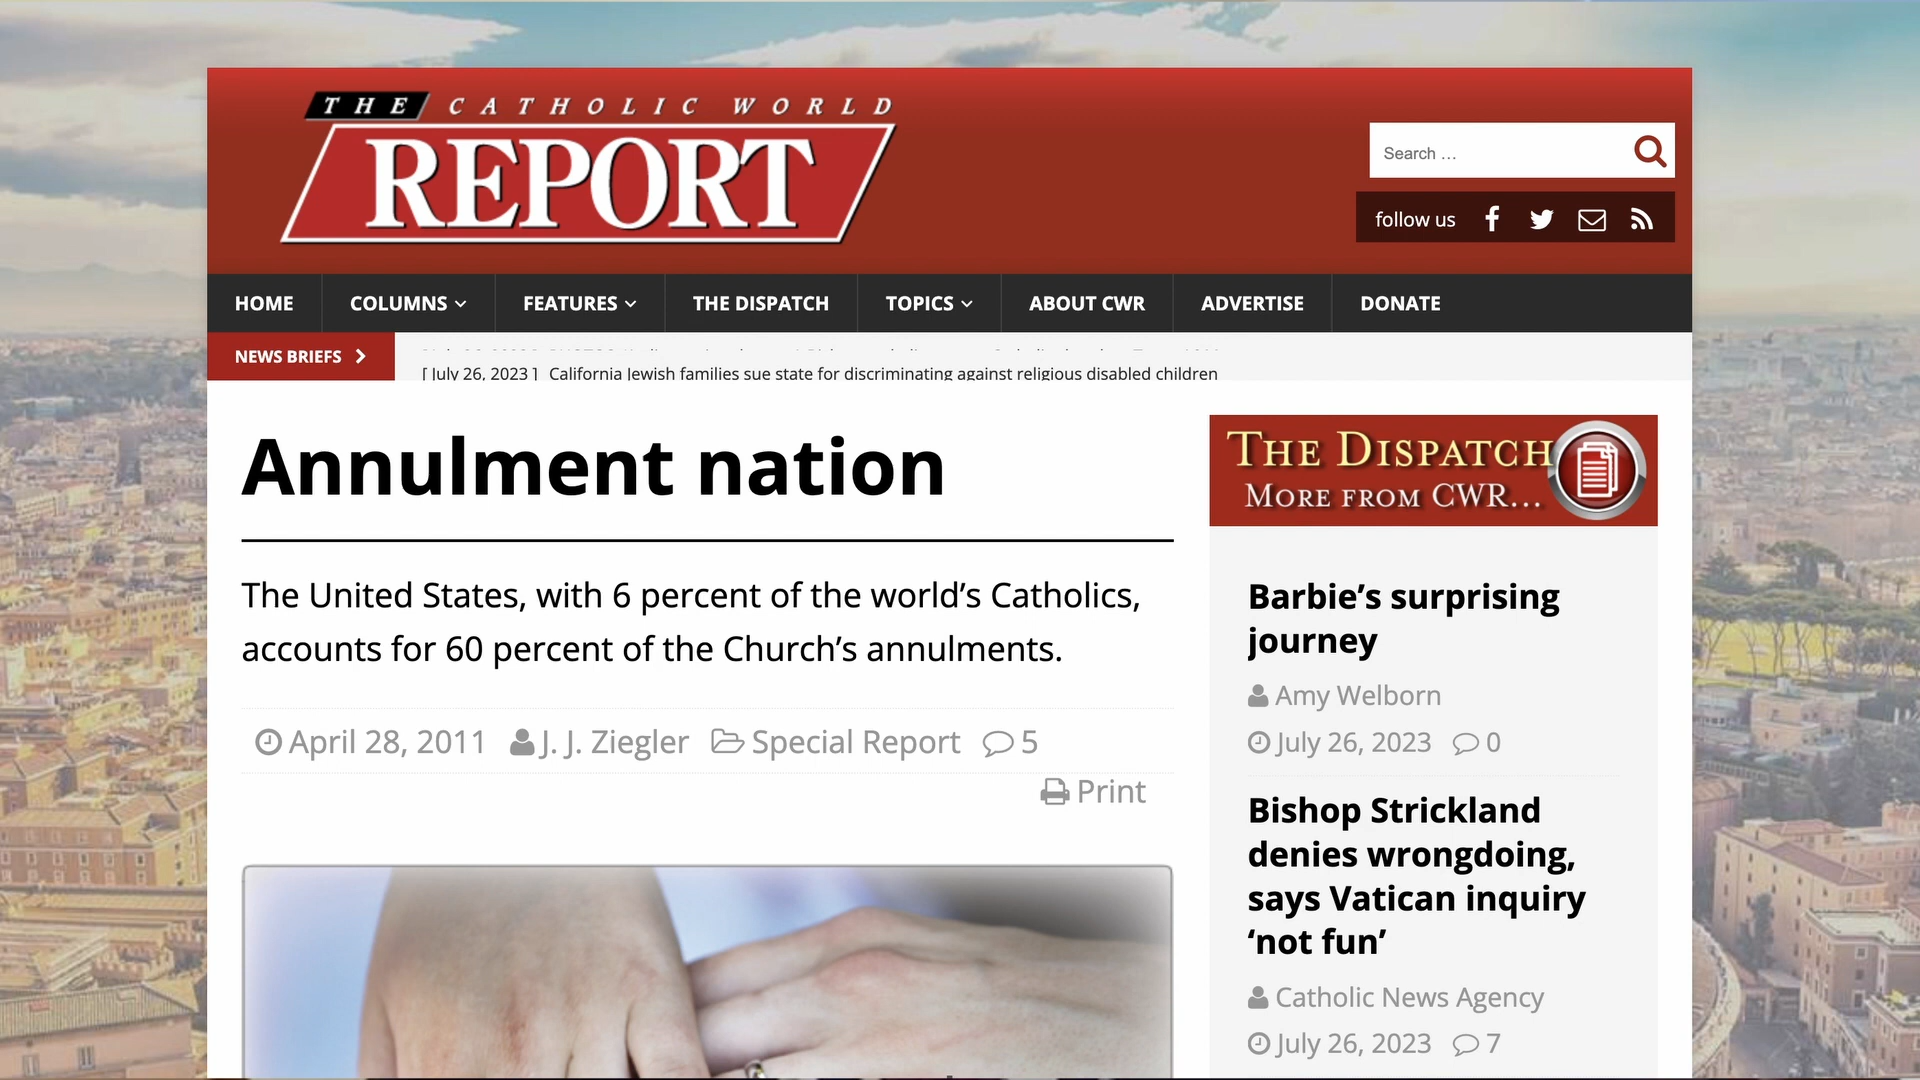 THE CATHOLIC WORLD
REPORT
Search ...
follow us
HOME
COLUMNS
FEATURES
THE DISPATCH
TOPICS
ABOUT CWR
ADVERTISE
DONATE
NEWS BRIEFS
[ July 26, 2023 ] California Jewish families sue state for discriminating against religious disabled children
Annulment nation
The United States, with 6 percent of the world’s Catholics,
accounts for 60 percent of the Church’s annulments.
April 28, 2011 J. J. Ziegler Special Report 5
Print
THE DISPATCH
MORE FROM CWR...
Barbie’s surprising
journey
Amy Welborn
July 26, 2023 0
Bishop Strickland
denies wrongdoing,
says Vatican inquiry
‘not fun’
Catholic News Agency
July 26, 2023 7